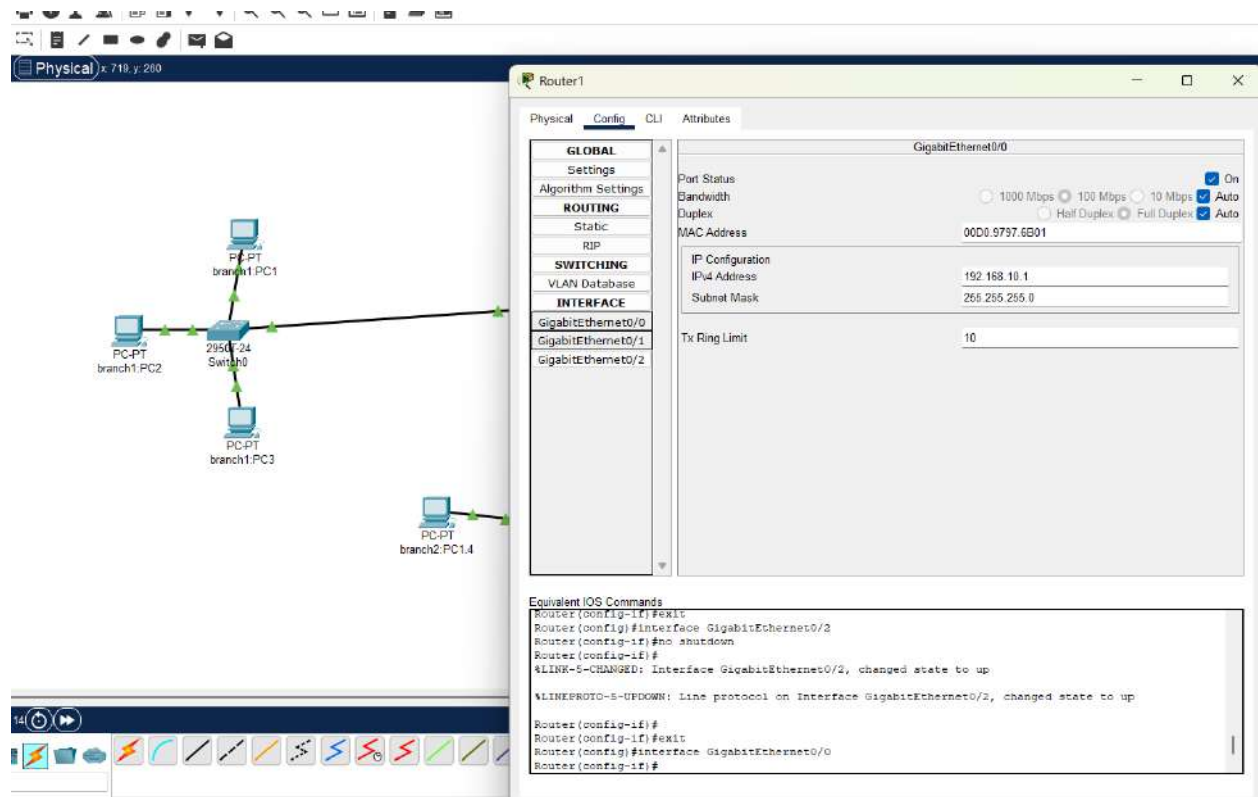 Physical x: 719, y: 260
Router1
Physical Config CLI Attributes
GLOBAL
Settings
Algorithm Settings
ROUTING
Static
RIP
SWITCHING
VLAN Database
INTERFACE
GigabitEthernet0/0
GigabitEthernet0/1
GigabitEthernet0/2
GigabitEthernet0/0
Port Status On
Bandwidth 1000 Mbps 100 Mbps 10 Mbps Auto
Duplex Half Duplex Full Duplex Auto
MAC Address 00D0.9797.6B01
IP Configuration
IPv4 Address 192.168.10.1
Subnet Mask 255.255.255.0
Tx Ring Limit 10
PC-PT
branch1:PC1
PC-PT
branch1:PC2
2950T-24
Switch0
PC-PT
branch1:PC3
PC-PT
branch2:PC1.4
Equivalent IOS Commands
Router(config-if)#exit
Router(config)#interface GigabitEthernet0/2
Router(config-if)#no shutdown
Router(config-if)#
%LINK-5-CHANGED: Interface GigabitEthernet0/2, changed state to up
%LINEPROTO-5-UPDOWN: Line protocol on Interface GigabitEthernet0/2, changed state to up
Router(config-if)#
Router(config-if)#exit
Router(config)#interface GigabitEthernet0/0
Router(config-if)#
14